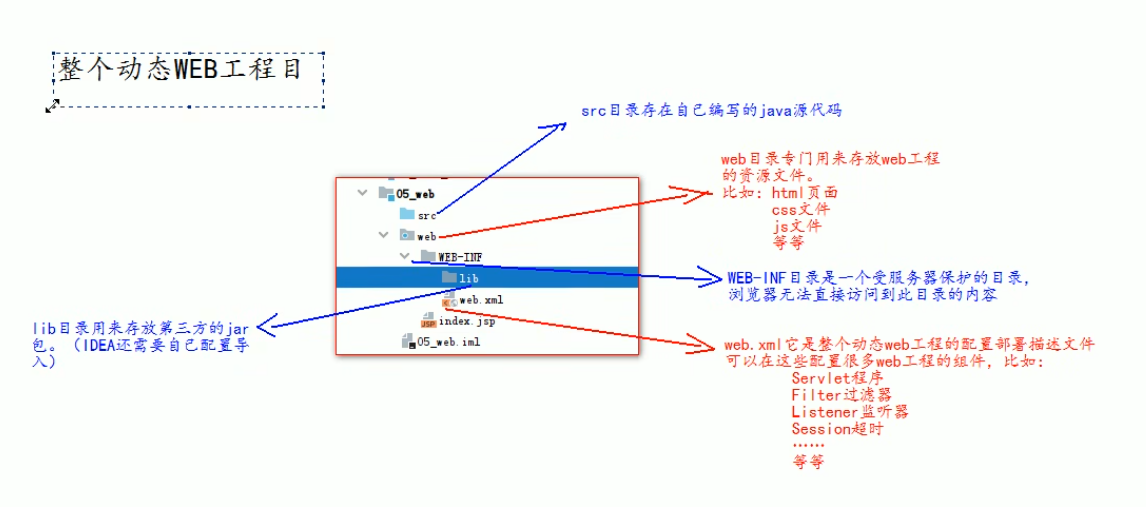 整个动态WEB工程目
src目录存在自己编写的java源代码
web目录专门用来存放web工程
的资源文件。
比如: html页面
css文件
js文件
等等
05_web
src
web
WEB-INF
lib
web.xml
index.jsp
05_web.iml
WEB-INF目录是一个受服务器保护的目录，
浏览器无法直接访问到此目录的内容
lib目录用来存放第三方的jar
包。（IDEA还需要自己配置导
入）
web.xml它是整个动态web工程的配置部署描述文件
可以在这些配置很多web工程的组件，比如:
Servlet程序
Filter过滤器
Listener监听器
Session超时
……
等等